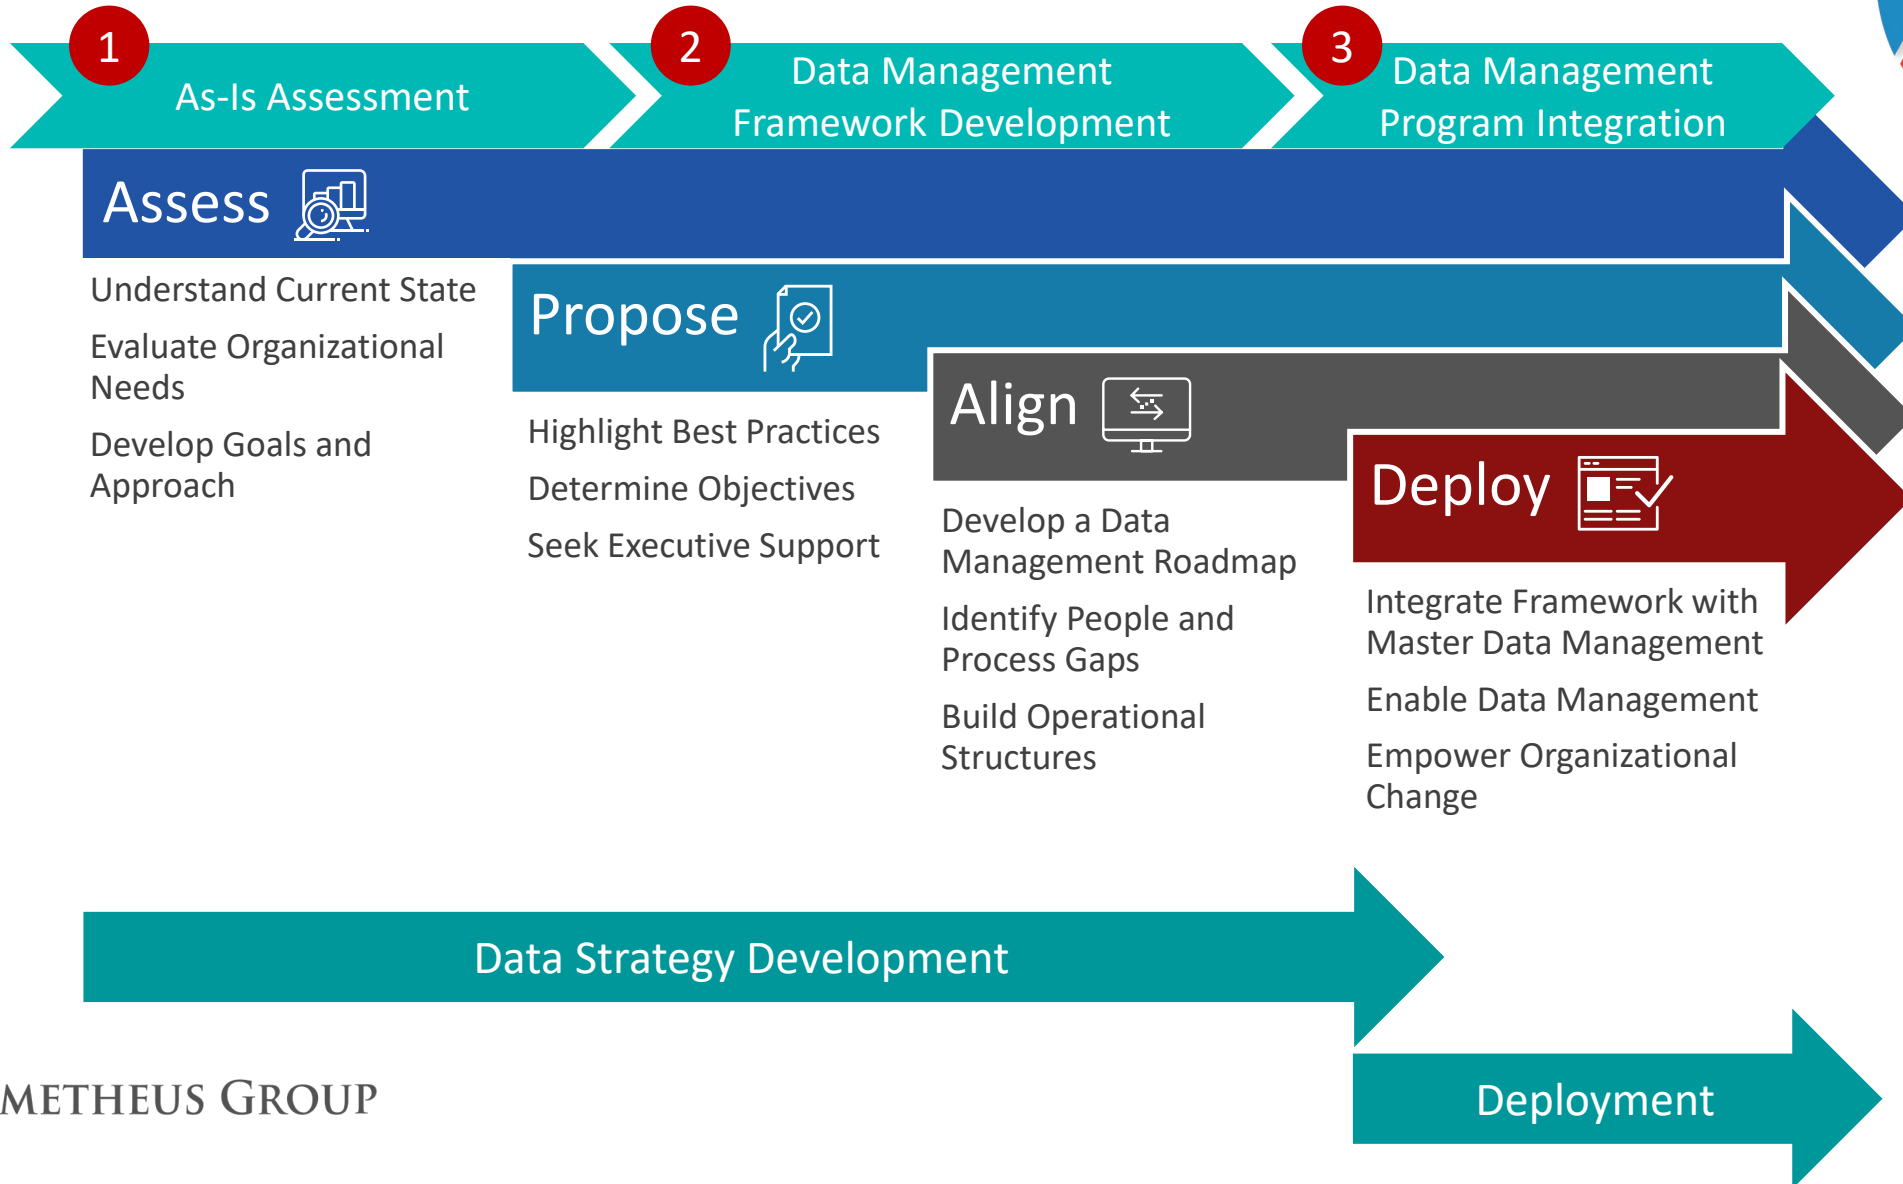 1
As-Is Assessment
2
Data Management
Framework Development
3
Data Management
Program Integration
Assess
Understand Current State
Evaluate Organizational
Needs
Develop Goals and
Approach
Propose
Highlight Best Practices
Determine Objectives
Seek Executive Support
Align
Develop a Data
Management Roadmap
Identify People and
Process Gaps
Build Operational
Structures
Deploy
Integrate Framework with
Master Data Management
Enable Data Management
Empower Organizational
Change
Data Strategy Development
Deployment
METHEUS GROUP